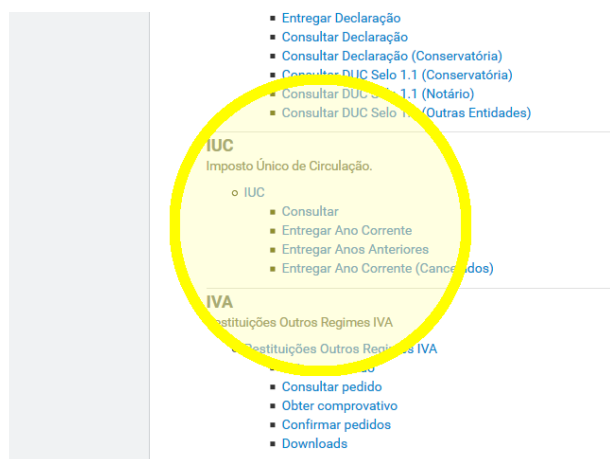 Entregar Declaração
Consultar Declaração
Consultar Declaração (Conservatória)
Consultar DUC Selo 1.1 (Conservatória)
Consultar DUC Selo 1.1 (Notário)
Consultar DUC Selo 1.1 (Outras Entidades)
IUC
Imposto Único de Circulação.
IUC
Consultar
Entregar Ano Corrente
Entregar Anos Anteriores
Entregar Ano Corrente (Cancelados)
IVA
Restituições Outros Regimes IVA
Restituições Outros Regimes IVA
Consultar pedido
Obter comprovativo
Confirmar pedidos
Downloads